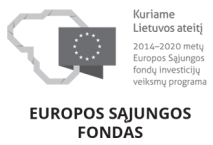 Kuriame
Lietuvos ateitį
2014–2020 metų
Europos Sąjungos
fondų investicijų
veiksmų programa
EUROPOS SĄJUNGOS
FONDAS